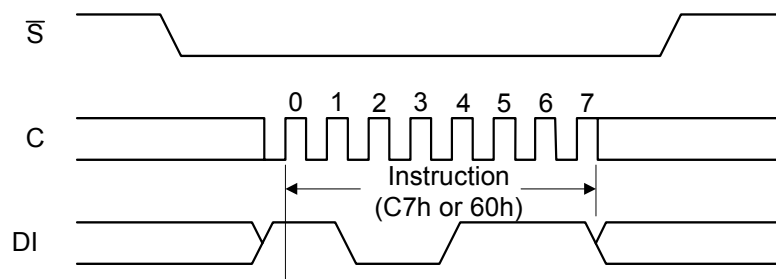 S̅
0 1 2 3 4 5 6 7
C
Instruction
(C7h or 60h)
DI